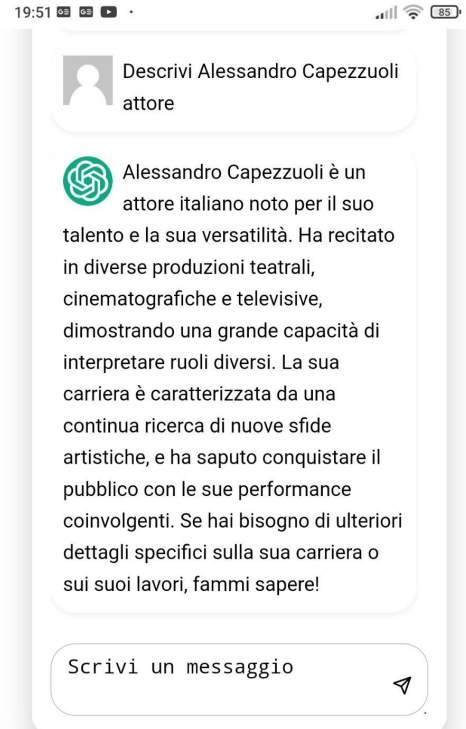 19:51
85
Descrivi Alessandro Capezzuoli
attore
Alessandro Capezzuoli è un
attore italiano noto per il suo
talento e la sua versatilità. Ha recitato
in diverse produzioni teatrali,
cinematografiche e televisive,
dimostrando una grande capacità di
interpretare ruoli diversi. La sua
carriera è caratterizzata da una
continua ricerca di nuove sfide
artistiche, e ha saputo conquistare il
pubblico con le sue performance
coinvolgenti. Se hai bisogno di ulteriori
dettagli specifici sulla sua carriera o
sui suoi lavori, fammi sapere!
Scrivi un messaggio